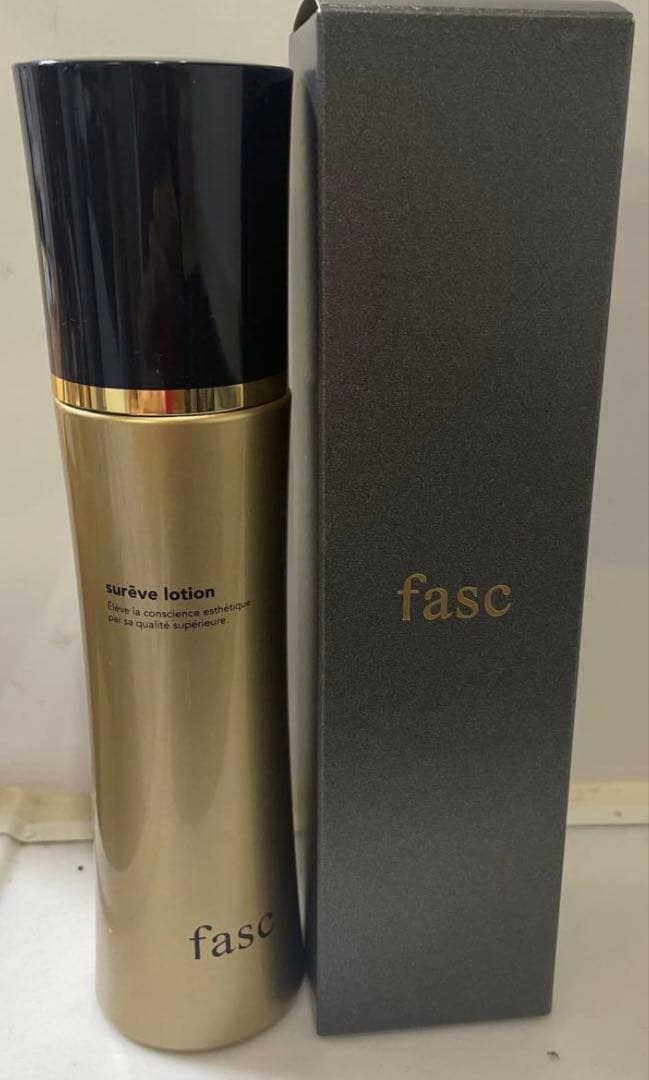 surêve lotion
Élève la conscience esthétique
par sa qualité supérieure.
fasc
fasc